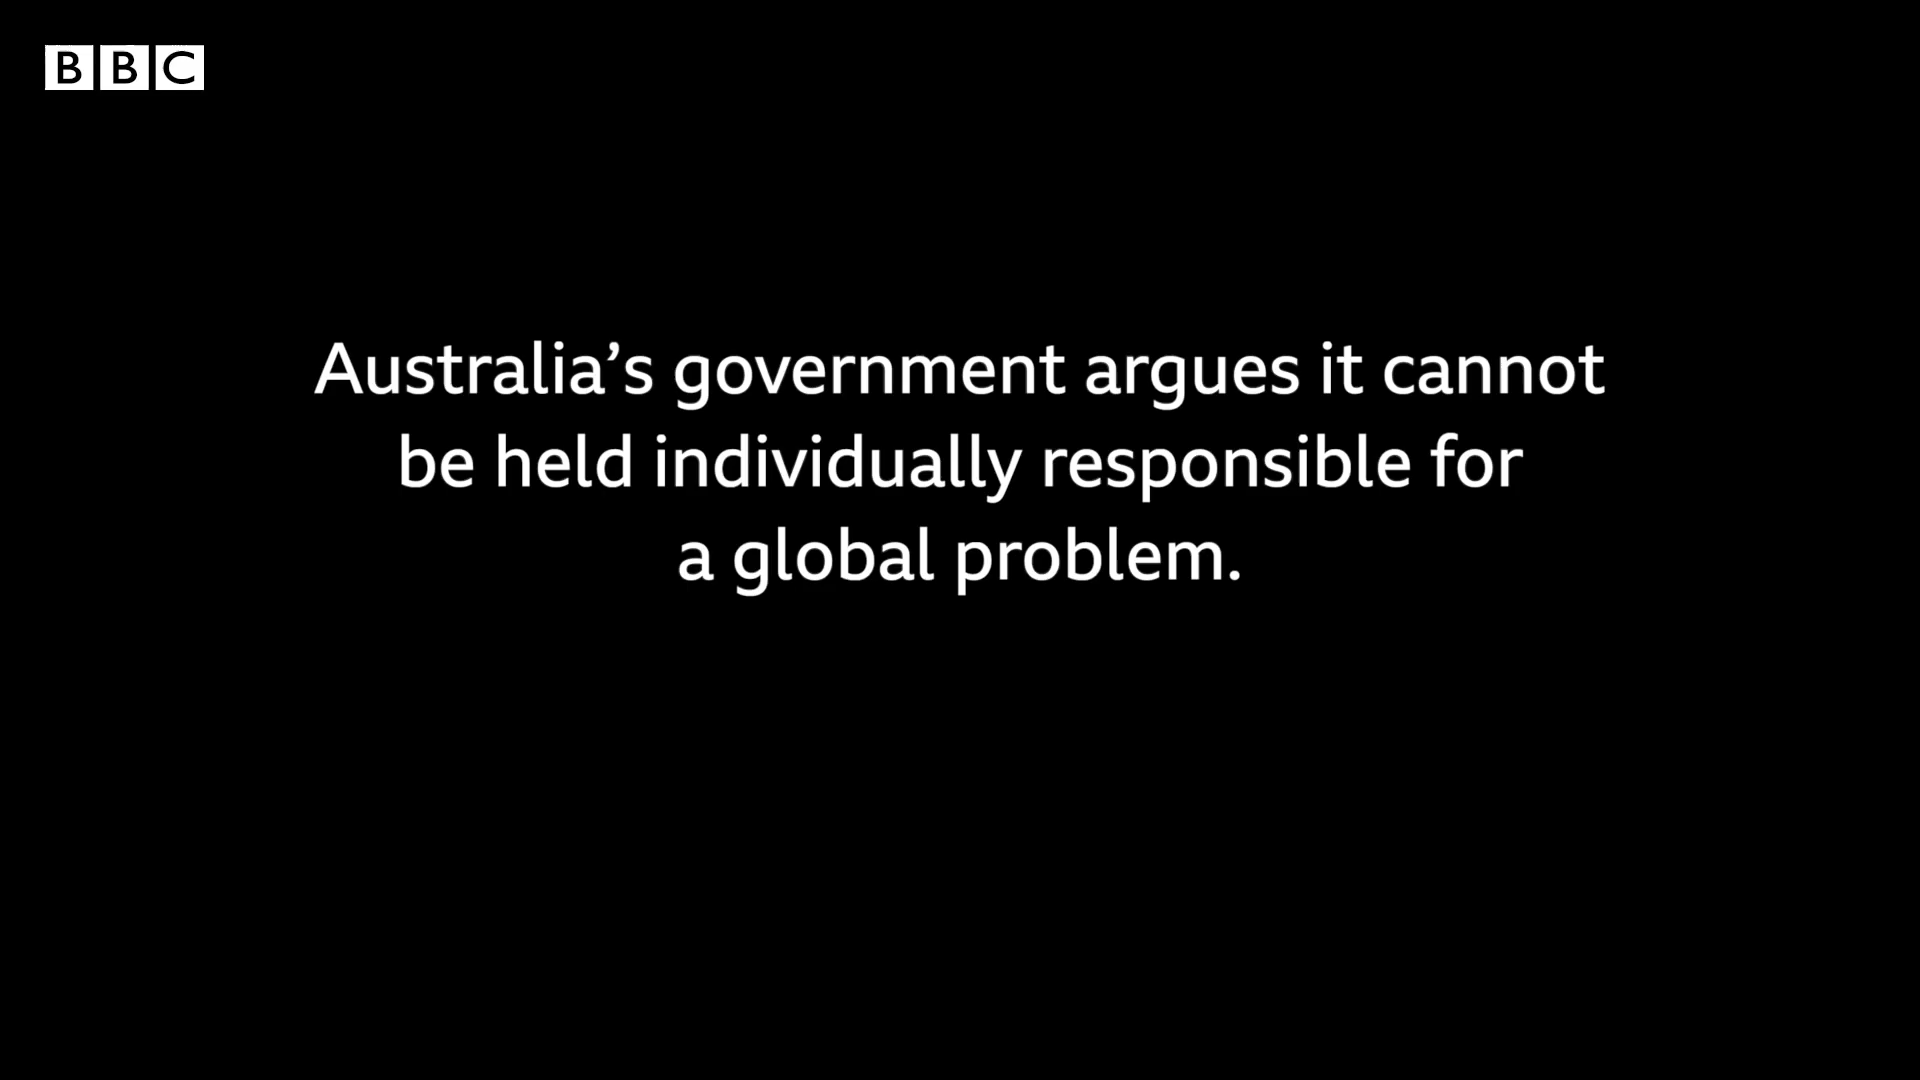 BBC
Australia’s government argues it cannot
be held individually responsible for
a global problem.